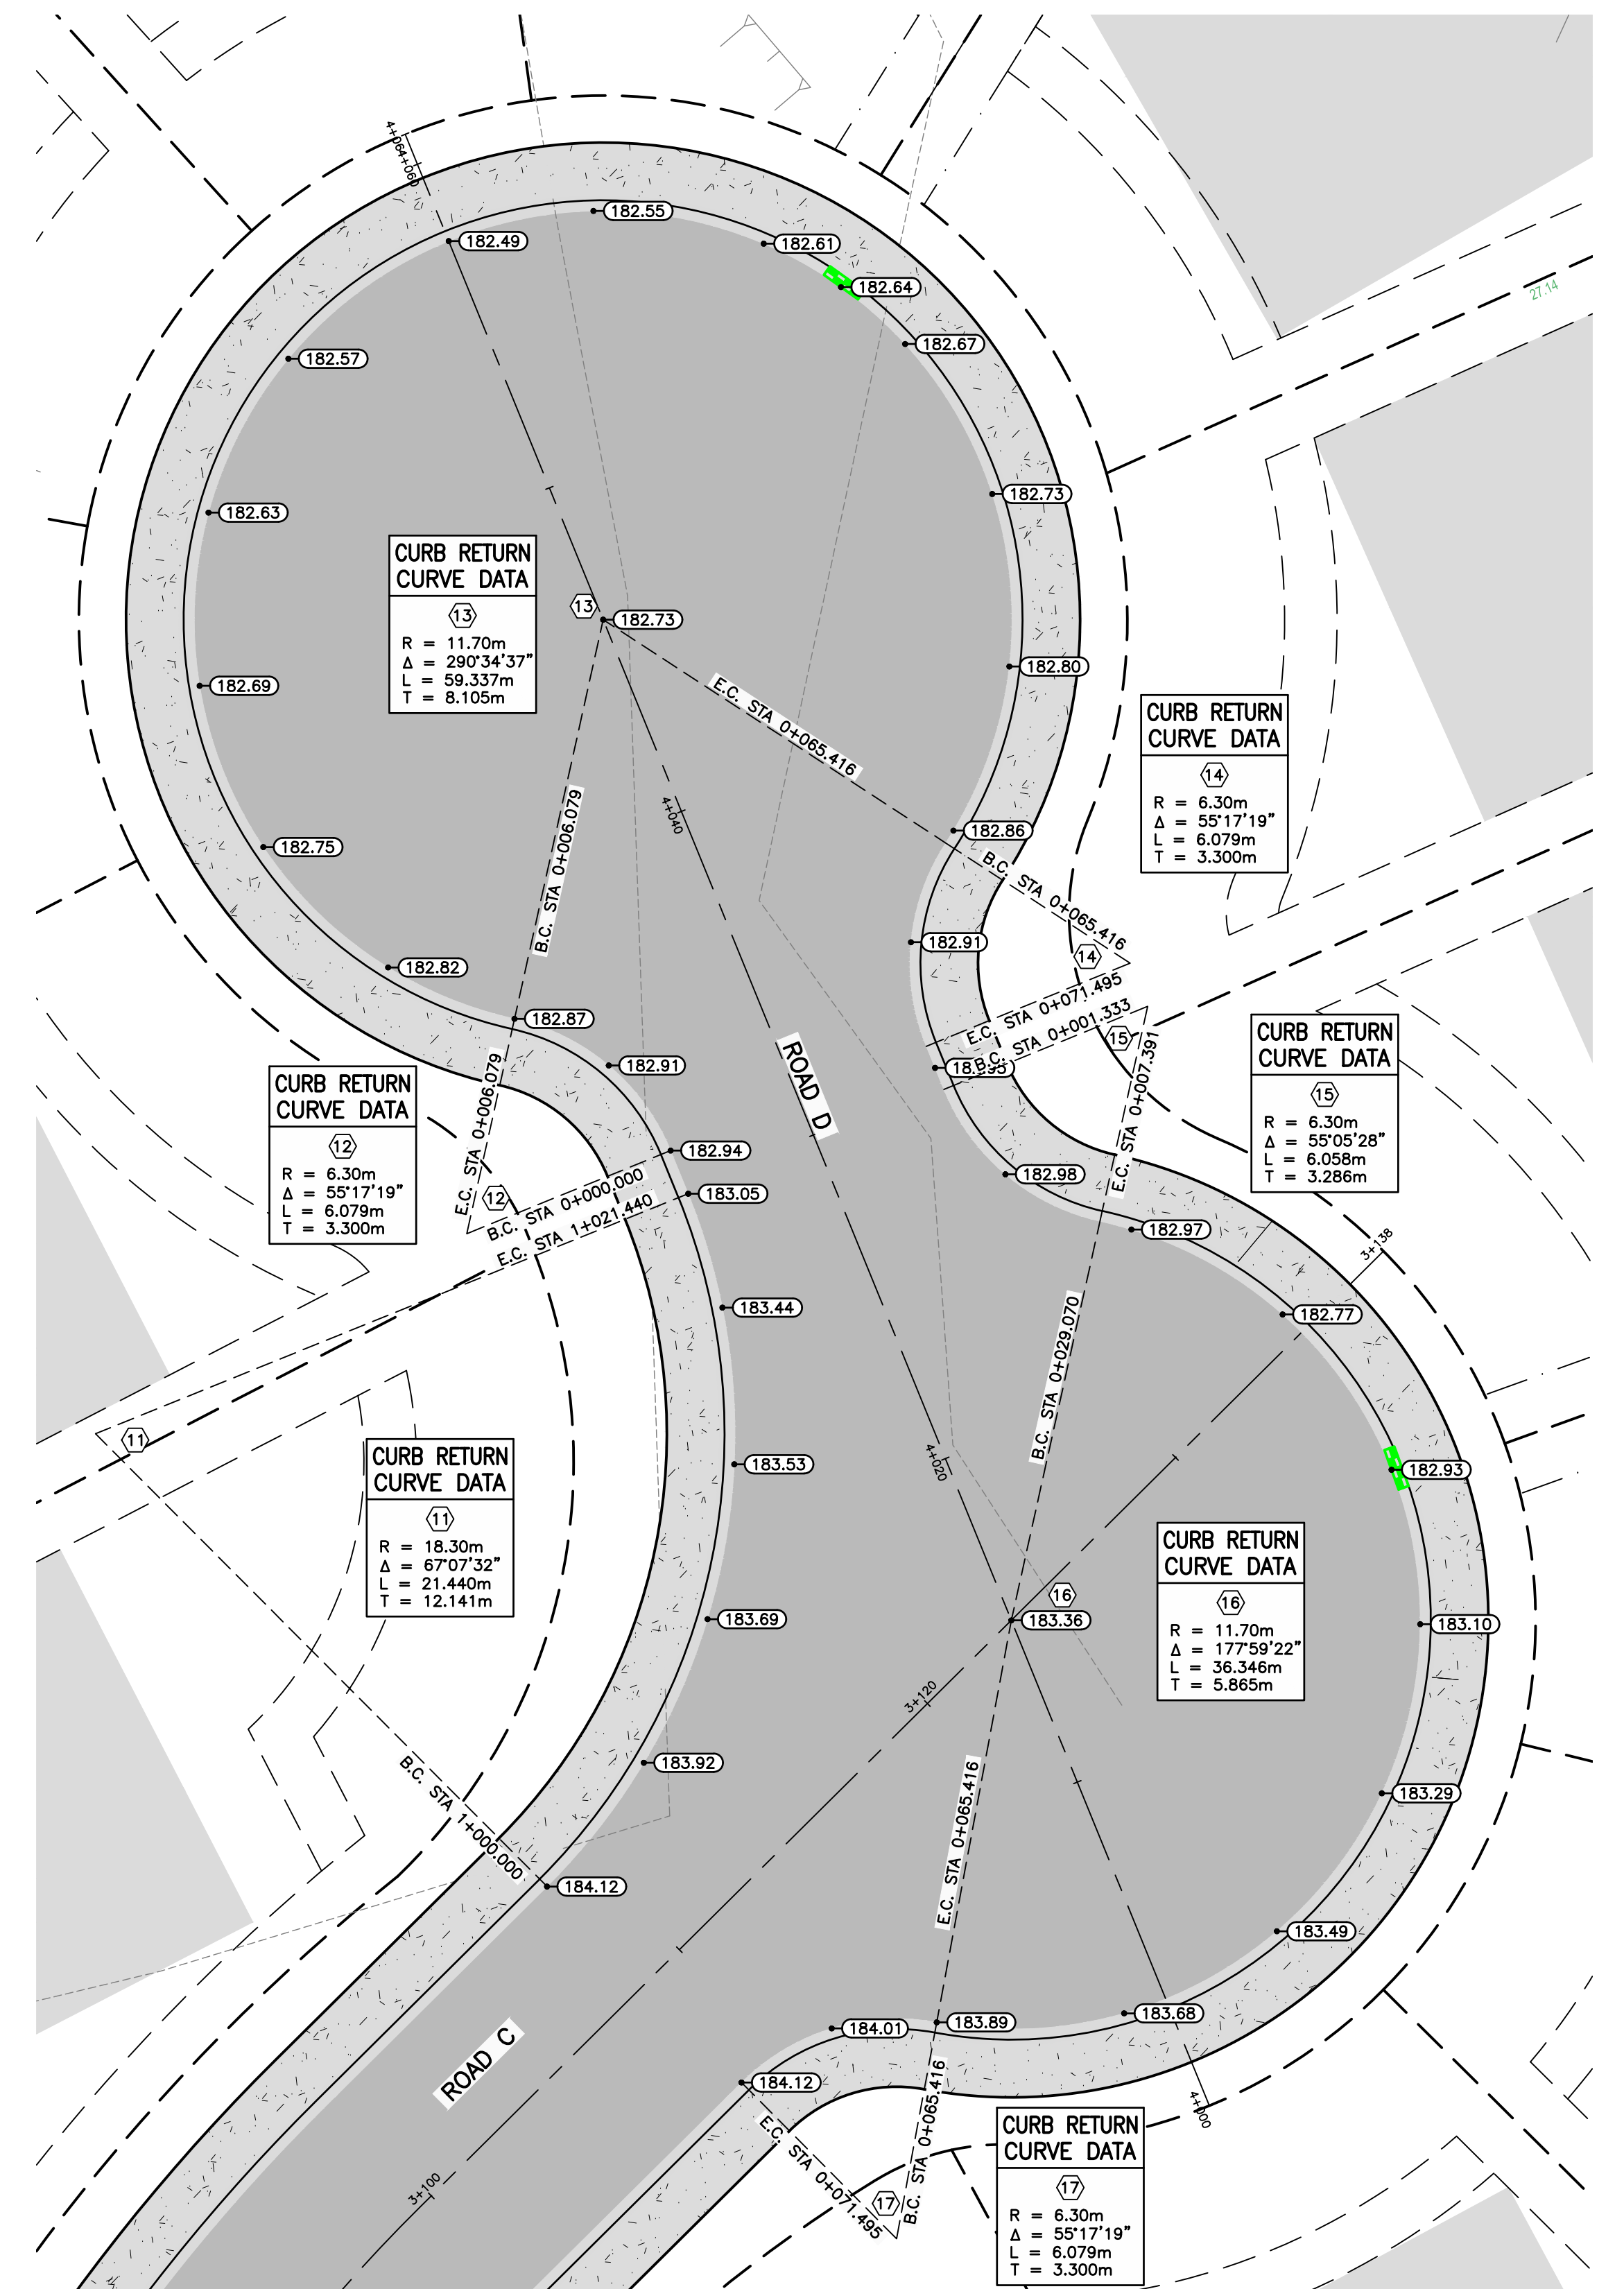 4+064
4+060
182.55
182.49
182.61
182.64
27.14
182.67
182.57
182.73
182.63
CURB RETURN
CURVE DATA
13
R = 11.70m
Δ = 290°34'37"
L = 59.337m
T = 8.105m
13
182.73
182.80
182.69
E.C. STA 0+065.416
CURB RETURN
CURVE DATA
14
R = 6.30m
Δ = 55°17'19"
L = 6.079m
T = 3.300m
4+040
B.C. STA 0+006.079
182.86
182.75
B.C. STA 0+065.416
182.91
14
182.82
E.C. STA 0+071.495
B.C. STA 0+001.333
15
182.87
CURB RETURN
CURVE DATA
15
R = 6.30m
Δ = 55°05'28"
L = 6.058m
T = 3.286m
182.91
ROAD D
E.C. STA 0+007.391
CURB RETURN
CURVE DATA
12
R = 6.30m
Δ = 55°17'19"
L = 6.079m
T = 3.300m
E.C. STA 0+006.079
182.94
182.98
12
B.C. STA 0+000.000
183.05
E.C. STA 1+021.440
182.97
3+138
183.44
182.77
B.C. STA 0+029.070
11
4+020
183.53
182.93
CURB RETURN
CURVE DATA
11
R = 18.30m
Δ = 67°07'32"
L = 21.440m
T = 12.141m
CURB RETURN
CURVE DATA
16
R = 11.70m
Δ = 177°59'22"
L = 36.346m
T = 5.865m
16
183.36
183.69
183.10
3+120
183.92
B.C. STA 1+000.000
E.C. STA 0+065.416
183.29
184.12
183.49
183.68
183.89
184.01
ROAD C
184.12
4+000
E.C. STA 0+071.495
B.C. STA 0+065.416
17
3+100
CURB RETURN
CURVE DATA
17
R = 6.30m
Δ = 55°17'19"
L = 6.079m
T = 3.300m